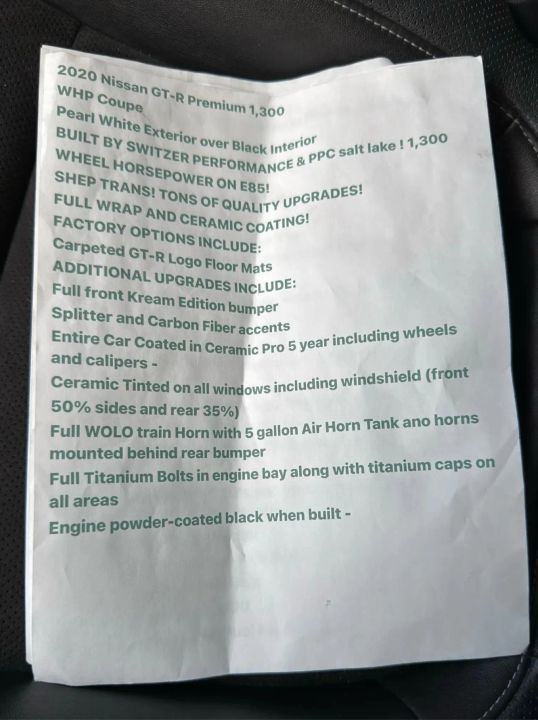 2020 Nissan GT-R Premium 1,300
WHP Coupe
Pearl White Exterior over Black Interior
BUILT BY SWITZER PERFORMANCE & PPC salt lake ! 1,300
WHEEL HORSEPOWER ON E85!
SHEP TRANS! TONS OF QUALITY UPGRADES!
FULL WRAP AND CERAMIC COATING!
FACTORY OPTIONS INCLUDE:
Carpeted GT-R Logo Floor Mats
ADDITIONAL UPGRADES INCLUDE:
Full front Kream Edition bumper
Splitter and Carbon Fiber accents
Entire Car Coated in Ceramic Pro 5 year including wheels
and calipers -
Ceramic Tinted on all windows including windshield (front
50% sides and rear 35%)
Full WOLO train Horn with 5 gallon Air Horn Tank ano horns
mounted behind rear bumper
Full Titanium Bolts in engine bay along with titanium caps on
all areas
Engine powder-coated black when built -